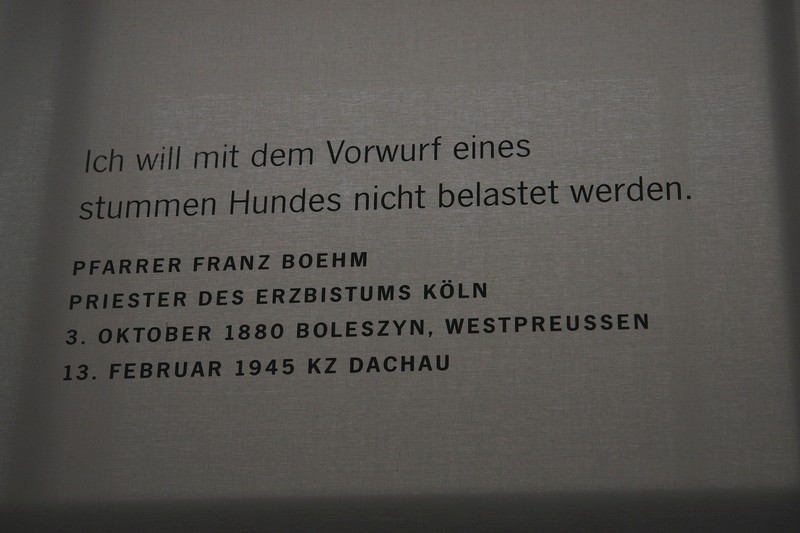 Ich will mit dem Vorwurf eines
stummen Hundes nicht belastet werden.
PFARRER FRANZ BOEHM
PRIESTER DES ERZBISTUMS KÖLN
3. OKTOBER 1880 BOLESZYN, WESTPREUSSEN
13. FEBRUAR 1945 KZ DACHAU